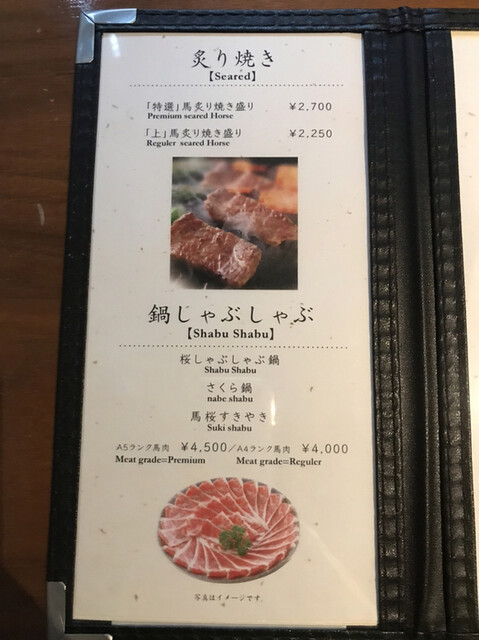 炙り焼き
【Seared】
「特選」馬炙り焼き盛り ￥2,700
Premium seared Horse
「上」馬炙り焼き盛り ￥2,250
Reguler seared Horse
鍋しゃぶしゃぶ
【Shabu Shabu】
桜しゃぶしゃぶ鍋
Shabu Shabu
さくら鍋
nabe shabu
馬桜すきやき
Suki shabu
A5ランク馬肉 ￥4,500／A4ランク馬肉 ￥4,000
Meat grade=Premium Meat grade=Reguler
写真はイメージです。